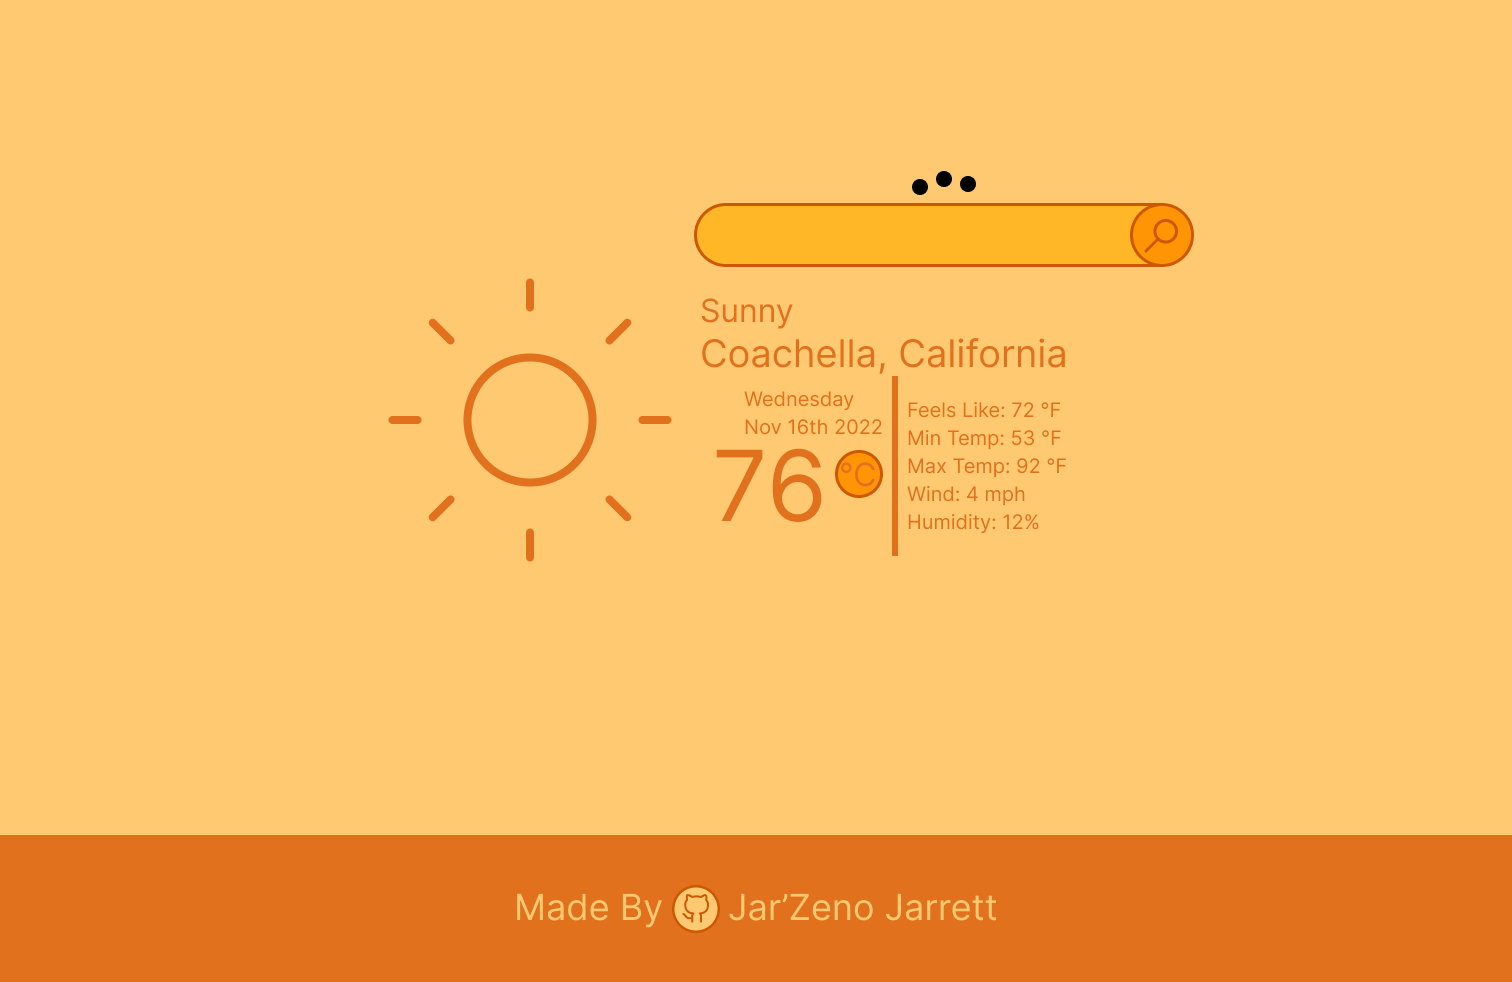 Sunny
Coachella, California
Wednesday
Nov 16th 2022
76 °C
Feels Like: 72 °F
Min Temp: 53 °F
Max Temp: 92 °F
Wind: 4 mph
Humidity: 12%
Made By Jar’Zeno Jarrett